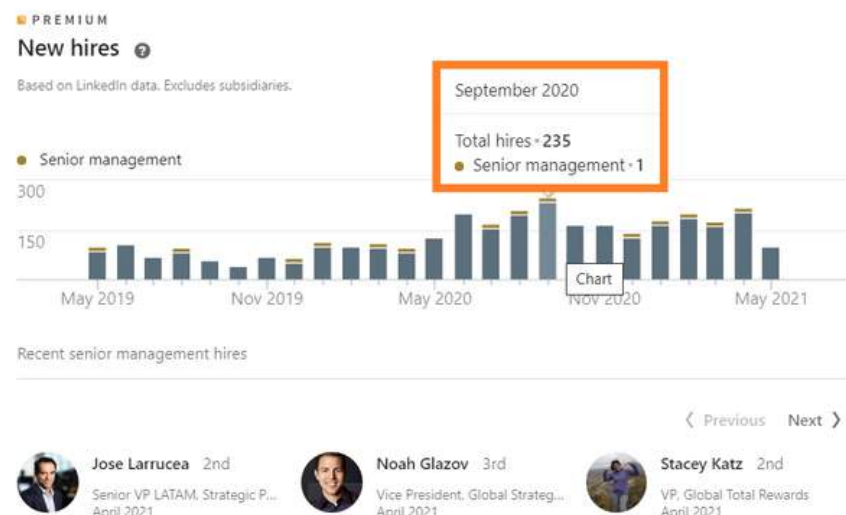 PREMIUM
New hires ?
Based on LinkedIn data. Excludes subsidiaries.
September 2020
Total hires • 235
Senior management • 1
Senior management
300
150
Chart
May 2019 Nov 2019 May 2020 Nov 2020 May 2021
Recent senior management hires
Previous Next
Jose Larrucea 2nd
Senior VP LATAM, Strategic P...
April 2021
Noah Glazov 3rd
Vice President, Global Strateg...
April 2021
Stacey Katz 2nd
VP, Global Total Rewards
April 2021